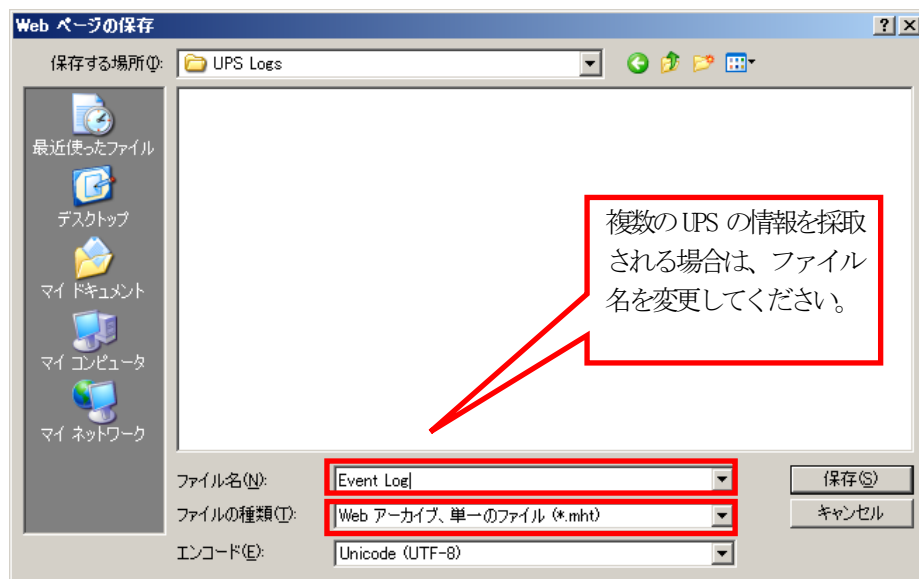 Web ページの保存
保存する場所(I):
UPS Logs
最近使ったファイル
デスクトップ
マイ ドキュメント
マイ コンピュータ
マイ ネットワーク
複数の UPS の情報を採取
される場合は、ファイル
名を変更してください。
ファイル名(N):
Event Log
保存(S)
ファイルの種類(T):
Web アーカイブ、単一のファイル (*.mht)
キャンセル
エンコード(E):
Unicode (UTF-8)